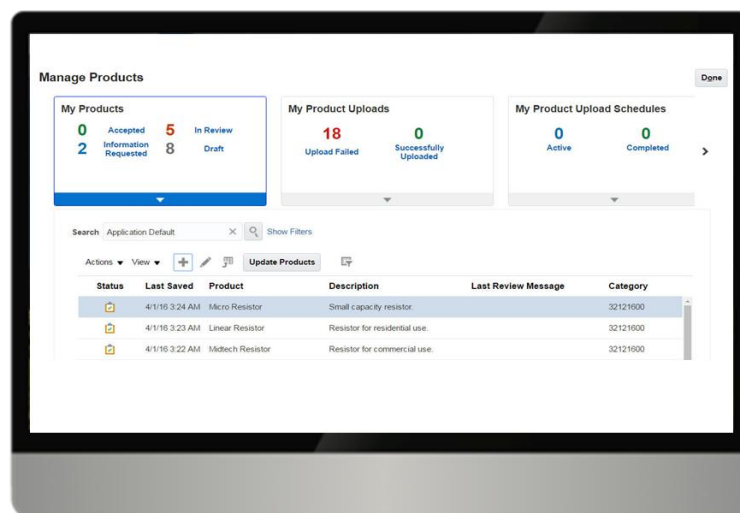 Manage Products
Done
My Products
0 Accepted 5 In Review
2 Information Requested 8 Draft
My Product Uploads
18 0
Upload Failed Successfully Uploaded
My Product Upload Schedules
0 0
Active Completed
Search Application Default Show Filters
Actions View Update Products
Status Last Saved Product Description Last Review Message Category
4/1/16 3:24 AM Micro Resistor Small capacity resistor. 32121600
4/1/16 3:23 AM Linear Resistor Resistor for residential use. 32121600
4/1/16 3:22 AM Midtech Resistor Resistor for commercial use. 32121600